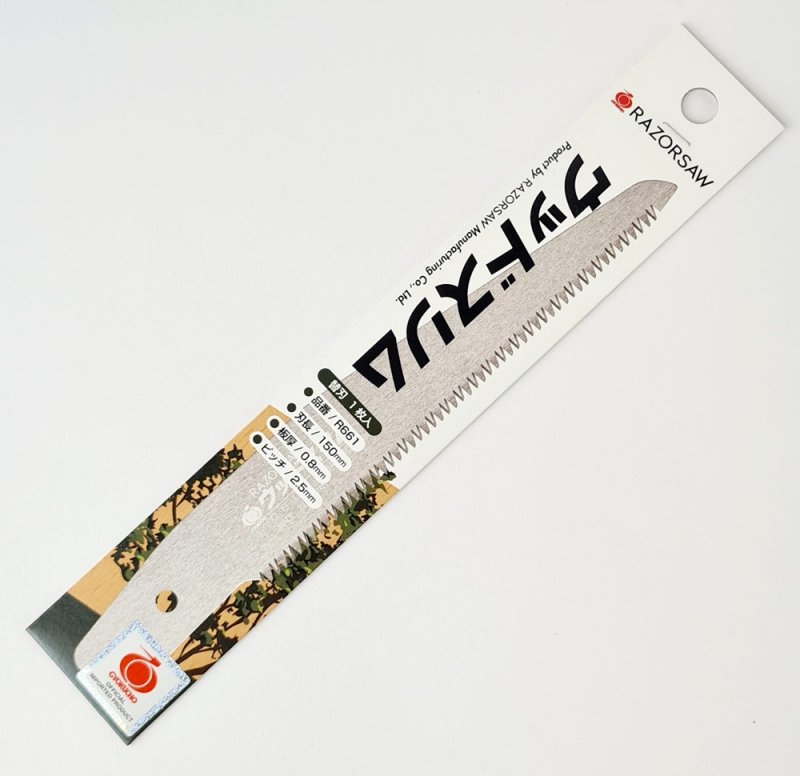 RAZORSAW
Product by RAZORSAW Manufacturing Co., Ltd.
ウッドスリム
替刃 1枚入
品番 / R661
刃長 / 150mm
板厚 / 0.8mm
ピッチ / 2.5mm
GYOKUCHO
OFFICIAL
IMPORTED PRODUCT